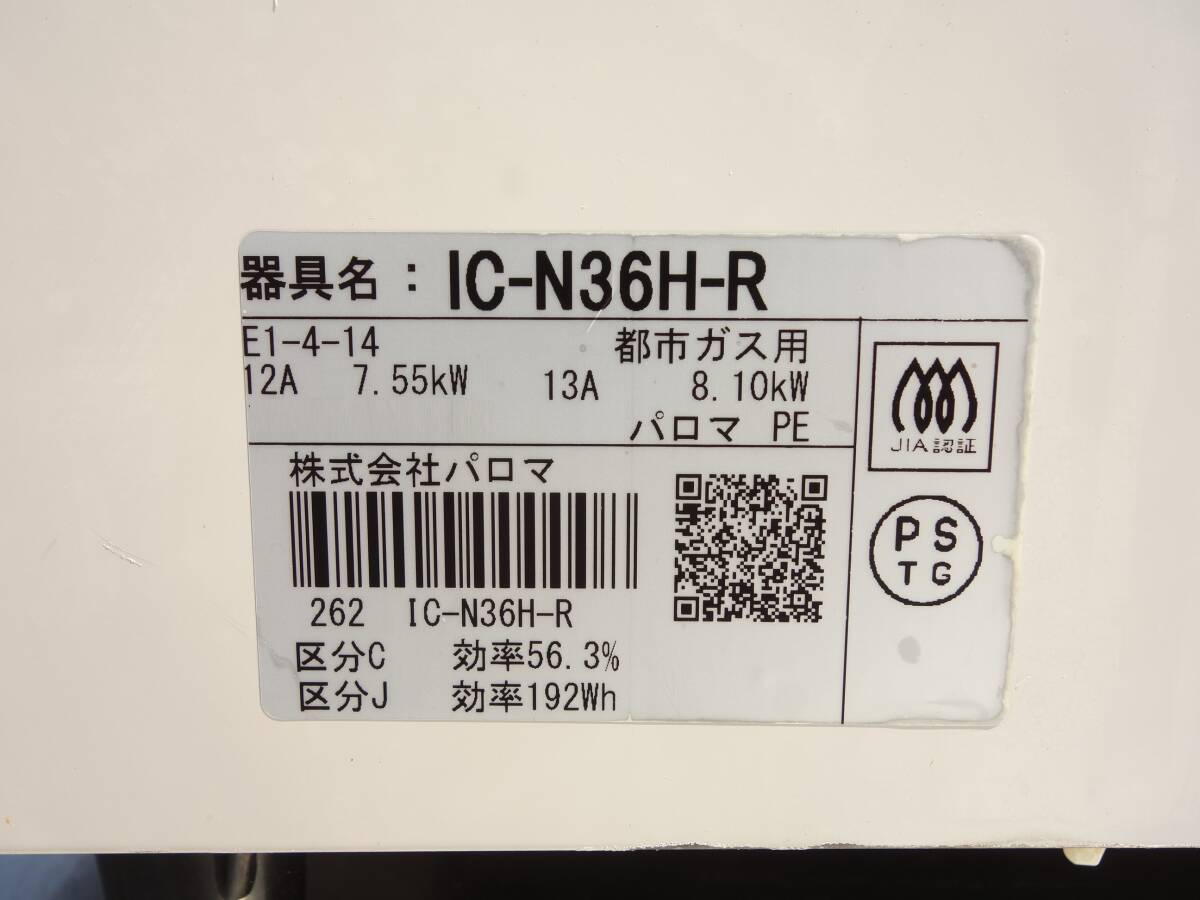 器具名：IC-N36H-R
E1-4-14 都市ガス用
12A 7.55kW 13A 8.10kW
パロマ PE
JIA認証
株式会社パロマ
PS
TG
262 IC-N36H-R
区分C 効率56.3%
区分J 効率192Wh